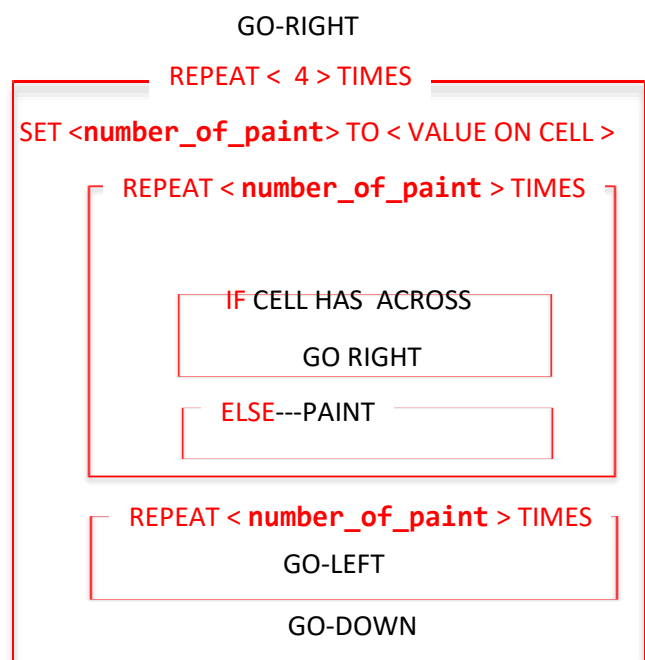 GO-RIGHT
REPEAT < 4 > TIMES
SET <number_of_paint> TO < VALUE ON CELL >
REPEAT < number_of_paint > TIMES
IF CELL HAS ACROSS
GO RIGHT
ELSE---PAINT
REPEAT < number_of_paint > TIMES
GO-LEFT
GO-DOWN